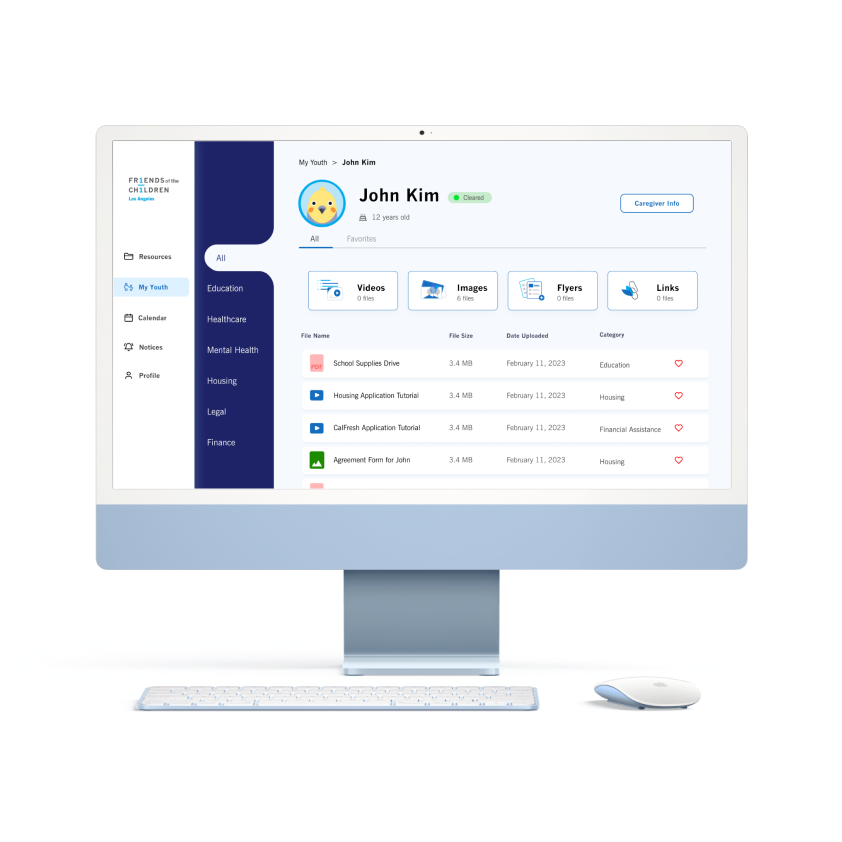 FR1ENDS of the
CH1LDREN
Los Angeles
Resources
My Youth
Calendar
Notices
Profile
All
Education
Healthcare
Mental Health
Housing
Legal
Finance
My Youth > John Kim
John Kim
Cleared
12 years old
Caregiver Info
All
Favorites
Videos
0 files
Images
6 files
Flyers
0 files
Links
0 files
File Name File Size Date Uploaded Category
PDF School Supplies Drive 3.4 MB February 11, 2023 Education
Housing Application Tutorial 3.4 MB February 11, 2023 Housing
CalFresh Application Tutorial 3.4 MB February 11, 2023 Financial Assistance
Agreement Form for John 3.4 MB February 11, 2023 Housing